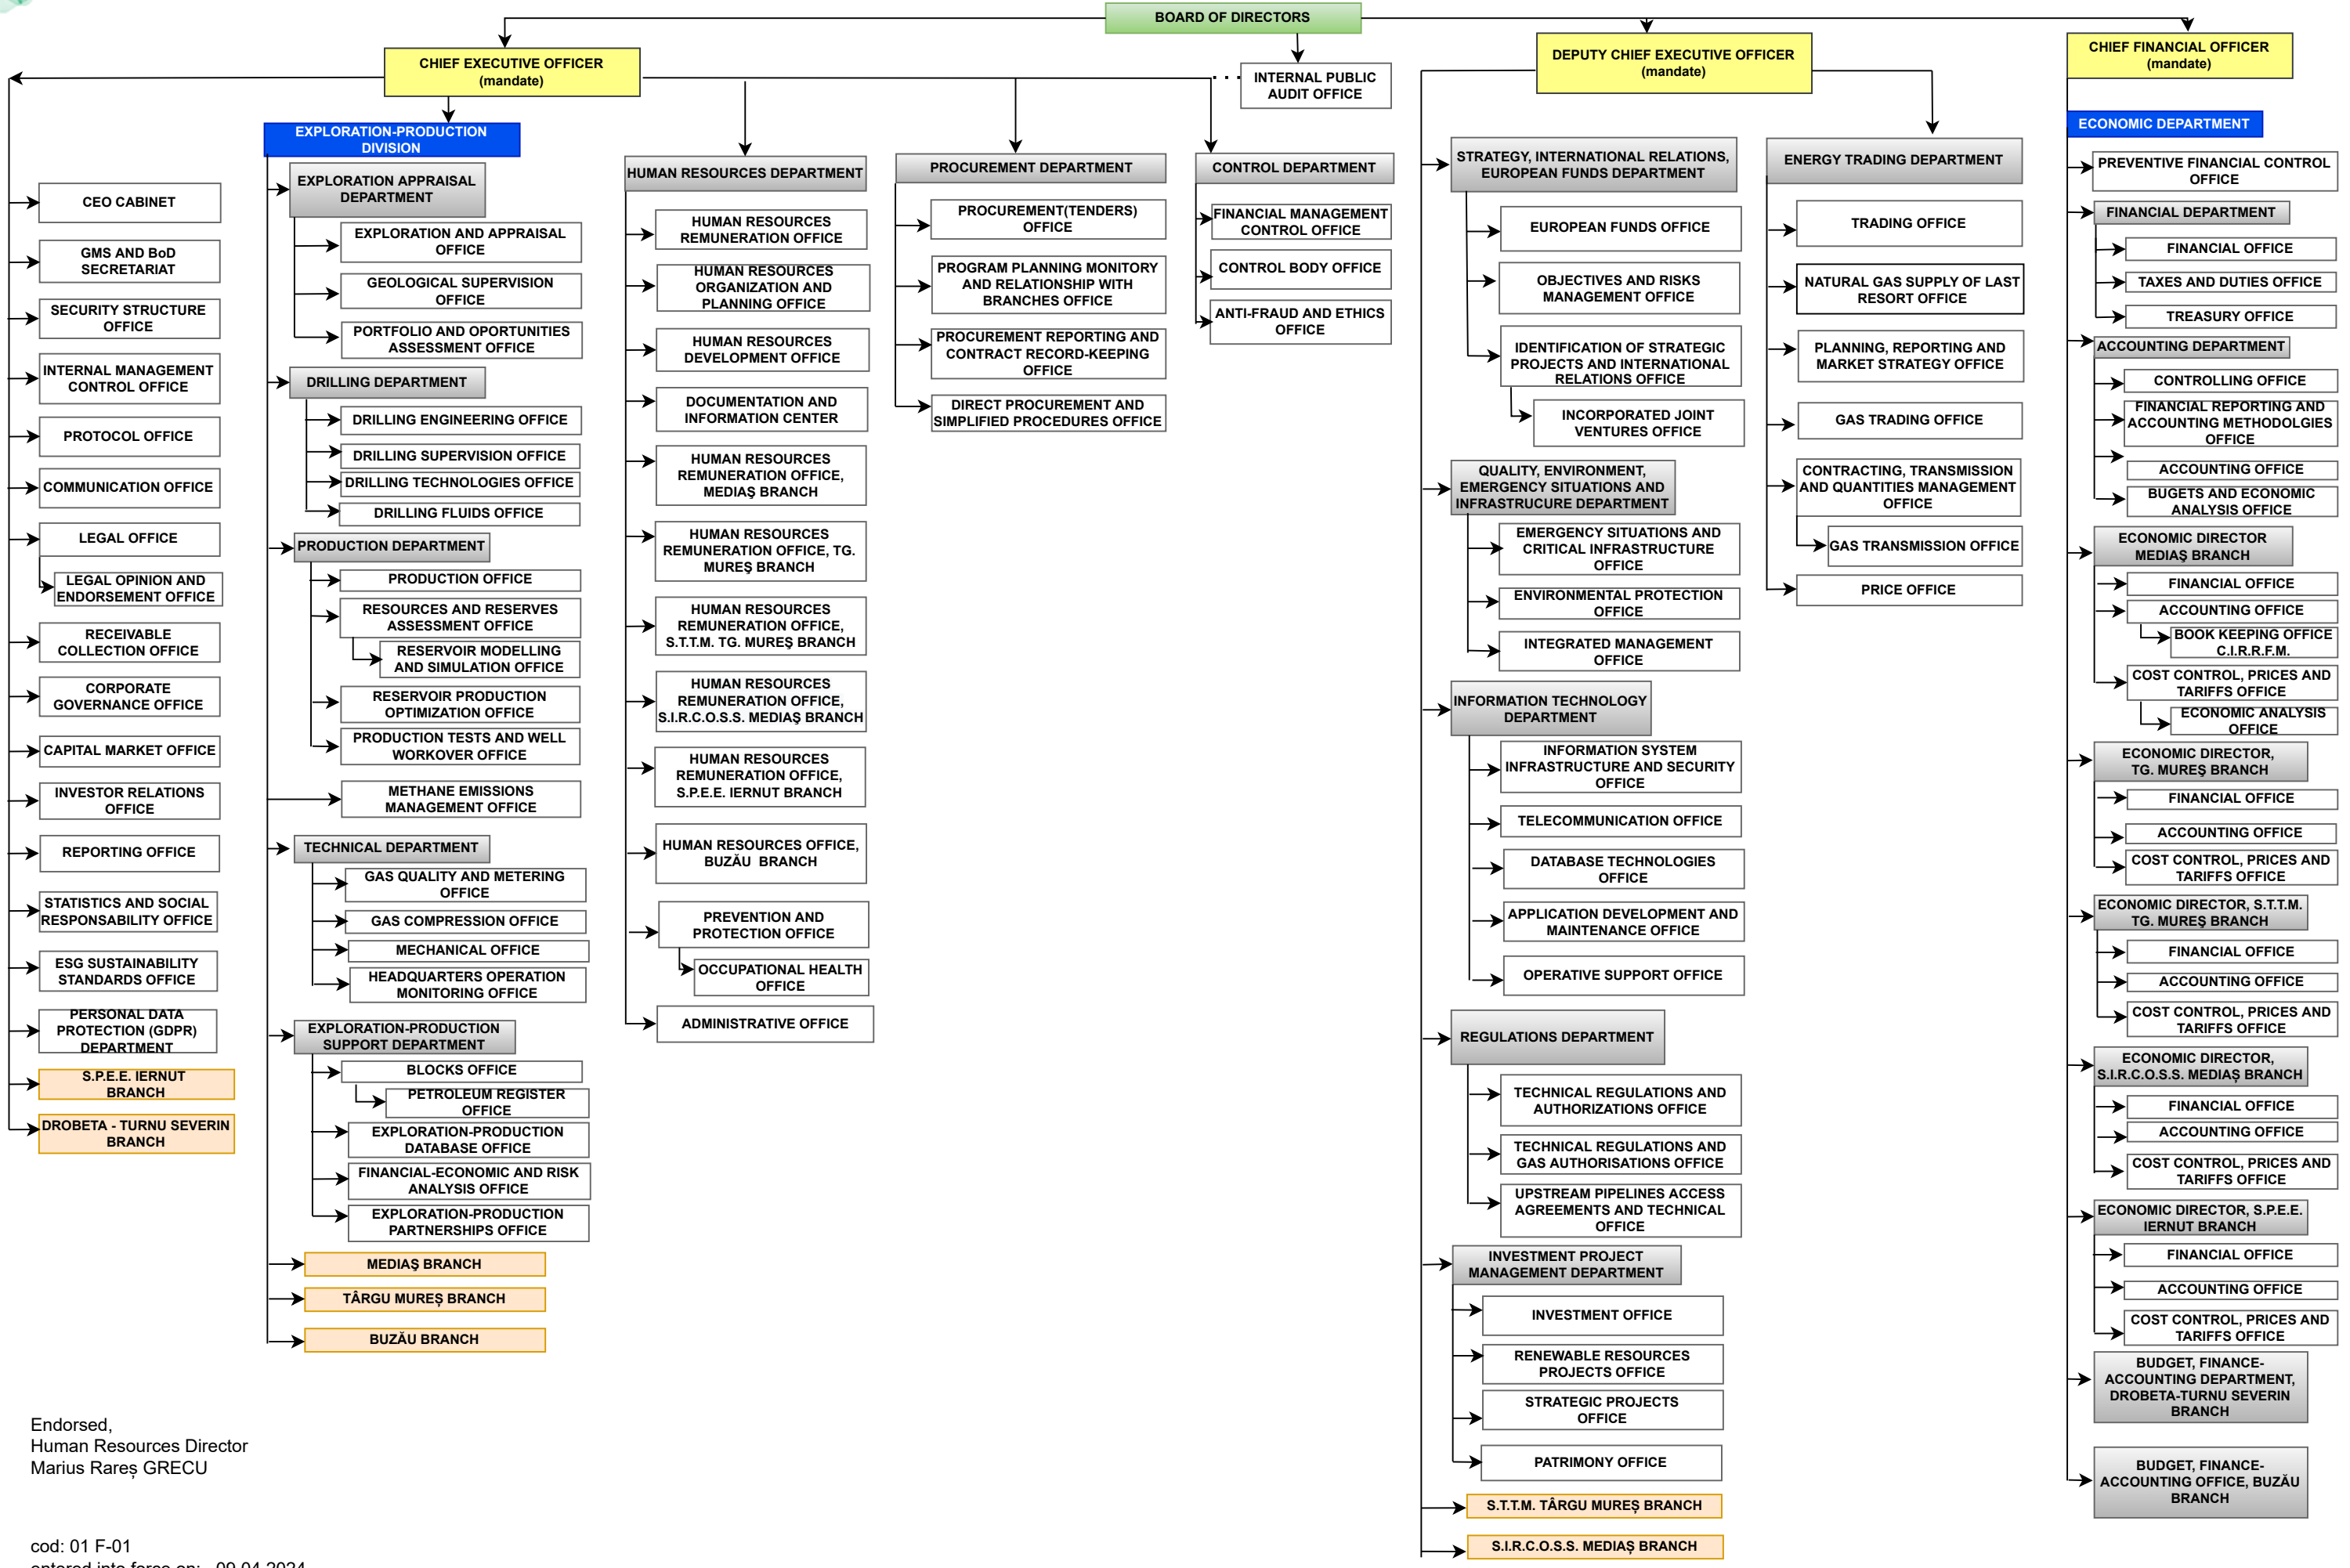 BOARD OF DIRECTORS
CHIEF EXECUTIVE OFFICER
(mandate)
INTERNAL PUBLIC
AUDIT OFFICE
DEPUTY CHIEF EXECUTIVE OFFICER
(mandate)
CHIEF FINANCIAL OFFICER
(mandate)
CEO CABINET
GMS AND BoD
SECRETARIAT
SECURITY STRUCTURE
OFFICE
INTERNAL MANAGEMENT
CONTROL OFFICE
PROTOCOL OFFICE
COMMUNICATION OFFICE
LEGAL OFFICE
LEGAL OPINION AND
ENDORSEMENT OFFICE
RECEIVABLE
COLLECTION OFFICE
CORPORATE
GOVERNANCE OFFICE
CAPITAL MARKET OFFICE
INVESTOR RELATIONS
OFFICE
REPORTING OFFICE
STATISTICS AND SOCIAL
RESPONSABILITY OFFICE
ESG SUSTAINABILITY
STANDARDS OFFICE
PERSONAL DATA
PROTECTION (GDPR)
DEPARTMENT
S.P.E.E. IERNUT
BRANCH
DROBETA - TURNU SEVERIN
BRANCH
EXPLORATION-PRODUCTION
DIVISION
EXPLORATION APPRAISAL
DEPARTMENT
EXPLORATION AND APPRAISAL
OFFICE
GEOLOGICAL SUPERVISION
OFFICE
PORTFOLIO AND OPORTUNITIES
ASSESSMENT OFFICE
DRILLING DEPARTMENT
DRILLING ENGINEERING OFFICE
DRILLING SUPERVISION OFFICE
DRILLING TECHNOLOGIES OFFICE
DRILLING FLUIDS OFFICE
PRODUCTION DEPARTMENT
PRODUCTION OFFICE
RESOURCES AND RESERVES
ASSESSMENT OFFICE
RESERVOIR MODELLING
AND SIMULATION OFFICE
RESERVOIR PRODUCTION
OPTIMIZATION OFFICE
PRODUCTION TESTS AND WELL
WORKOVER OFFICE
METHANE EMISSIONS
MANAGEMENT OFFICE
TECHNICAL DEPARTMENT
GAS QUALITY AND METERING
OFFICE
GAS COMPRESSION OFFICE
MECHANICAL OFFICE
HEADQUARTERS OPERATION
MONITORING OFFICE
EXPLORATION-PRODUCTION
SUPPORT DEPARTMENT
BLOCKS OFFICE
PETROLEUM REGISTER
OFFICE
EXPLORATION-PRODUCTION
DATABASE OFFICE
FINANCIAL-ECONOMIC AND RISK
ANALYSIS OFFICE
EXPLORATION-PRODUCTION
PARTNERSHIPS OFFICE
MEDIAŞ BRANCH
TÂRGU MUREȘ BRANCH
BUZĂU BRANCH
HUMAN RESOURCES DEPARTMENT
HUMAN RESOURCES
REMUNERATION OFFICE
HUMAN RESOURCES
ORGANIZATION AND
PLANNING OFFICE
HUMAN RESOURCES
DEVELOPMENT OFFICE
DOCUMENTATION AND
INFORMATION CENTER
HUMAN RESOURCES
REMUNERATION OFFICE,
MEDIAŞ BRANCH
HUMAN RESOURCES
REMUNERATION OFFICE, TG.
MUREŞ BRANCH
HUMAN RESOURCES
REMUNERATION OFFICE,
S.T.T.M. TG. MUREŞ BRANCH
HUMAN RESOURCES
REMUNERATION OFFICE,
S.I.R.C.O.S.S. MEDIAŞ BRANCH
HUMAN RESOURCES
REMUNERATION OFFICE,
S.P.E.E. IERNUT BRANCH
HUMAN RESOURCES OFFICE,
BUZĂU BRANCH
PREVENTION AND
PROTECTION OFFICE
OCCUPATIONAL HEALTH
OFFICE
ADMINISTRATIVE OFFICE
PROCUREMENT DEPARTMENT
PROCUREMENT(TENDERS)
OFFICE
PROGRAM PLANNING MONITORY
AND RELATIONSHIP WITH
BRANCHES OFFICE
PROCUREMENT REPORTING AND
CONTRACT RECORD-KEEPING
OFFICE
DIRECT PROCUREMENT AND
SIMPLIFIED PROCEDURES OFFICE
CONTROL DEPARTMENT
FINANCIAL MANAGEMENT
CONTROL OFFICE
CONTROL BODY OFFICE
ANTI-FRAUD AND ETHICS
OFFICE
STRATEGY, INTERNATIONAL RELATIONS,
EUROPEAN FUNDS DEPARTMENT
EUROPEAN FUNDS OFFICE
OBJECTIVES AND RISKS
MANAGEMENT OFFICE
IDENTIFICATION OF STRATEGIC
PROJECTS AND INTERNATIONAL
RELATIONS OFFICE
INCORPORATED JOINT
VENTURES OFFICE
QUALITY, ENVIRONMENT,
EMERGENCY SITUATIONS AND
INFRASTRUCURE DEPARTMENT
EMERGENCY SITUATIONS AND
CRITICAL INFRASTRUCTURE
OFFICE
ENVIRONMENTAL PROTECTION
OFFICE
INTEGRATED MANAGEMENT
OFFICE
INFORMATION TECHNOLOGY
DEPARTMENT
INFORMATION SYSTEM
INFRASTRUCTURE AND SECURITY
OFFICE
TELECOMMUNICATION OFFICE
DATABASE TECHNOLOGIES
OFFICE
APPLICATION DEVELOPMENT AND
MAINTENANCE OFFICE
OPERATIVE SUPPORT OFFICE
REGULATIONS DEPARTMENT
TECHNICAL REGULATIONS AND
AUTHORIZATIONS OFFICE
TECHNICAL REGULATIONS AND
GAS AUTHORISATIONS OFFICE
UPSTREAM PIPELINES ACCESS
AGREEMENTS AND TECHNICAL
OFFICE
INVESTMENT PROJECT
MANAGEMENT DEPARTMENT
INVESTMENT OFFICE
RENEWABLE RESOURCES
PROJECTS OFFICE
STRATEGIC PROJECTS
OFFICE
PATRIMONY OFFICE
S.T.T.M. TÂRGU MUREȘ BRANCH
S.I.R.C.O.S.S. MEDIAȘ BRANCH
ENERGY TRADING DEPARTMENT
TRADING OFFICE
NATURAL GAS SUPPLY OF LAST
RESORT OFFICE
PLANNING, REPORTING AND
MARKET STRATEGY OFFICE
GAS TRADING OFFICE
CONTRACTING, TRANSMISSION
AND QUANTITIES MANAGEMENT
OFFICE
GAS TRANSMISSION OFFICE
PRICE OFFICE
ECONOMIC DEPARTMENT
PREVENTIVE FINANCIAL CONTROL
OFFICE
FINANCIAL DEPARTMENT
FINANCIAL OFFICE
TAXES AND DUTIES OFFICE
TREASURY OFFICE
ACCOUNTING DEPARTMENT
CONTROLLING OFFICE
FINANCIAL REPORTING AND
ACCOUNTING METHODOLGIES
OFFICE
ACCOUNTING OFFICE
BUGETS AND ECONOMIC
ANALYSIS OFFICE
ECONOMIC DIRECTOR
MEDIAŞ BRANCH
FINANCIAL OFFICE
ACCOUNTING OFFICE
BOOK KEEPING OFFICE
C.I.R.R.F.M.
COST CONTROL, PRICES AND
TARIFFS OFFICE
ECONOMIC ANALYSIS
OFFICE
ECONOMIC DIRECTOR,
TG. MUREŞ BRANCH
FINANCIAL OFFICE
ACCOUNTING OFFICE
COST CONTROL, PRICES AND
TARIFFS OFFICE
ECONOMIC DIRECTOR, S.T.T.M.
TG. MUREŞ BRANCH
FINANCIAL OFFICE
ACCOUNTING OFFICE
COST CONTROL, PRICES AND
TARIFFS OFFICE
ECONOMIC DIRECTOR,
S.I.R.C.O.S.S. MEDIAŞ BRANCH
FINANCIAL OFFICE
ACCOUNTING OFFICE
COST CONTROL, PRICES AND
TARIFFS OFFICE
ECONOMIC DIRECTOR, S.P.E.E.
IERNUT BRANCH
FINANCIAL OFFICE
ACCOUNTING OFFICE
COST CONTROL, PRICES AND
TARIFFS OFFICE
BUDGET, FINANCE-
ACCOUNTING DEPARTMENT,
DROBETA-TURNU SEVERIN
BRANCH
BUDGET, FINANCE-
ACCOUNTING OFFICE, BUZĂU
BRANCH
Endorsed,
Human Resources Director
Marius Rareș GRECU
cod: 01 F-01
entered into force on: 09.04.2024